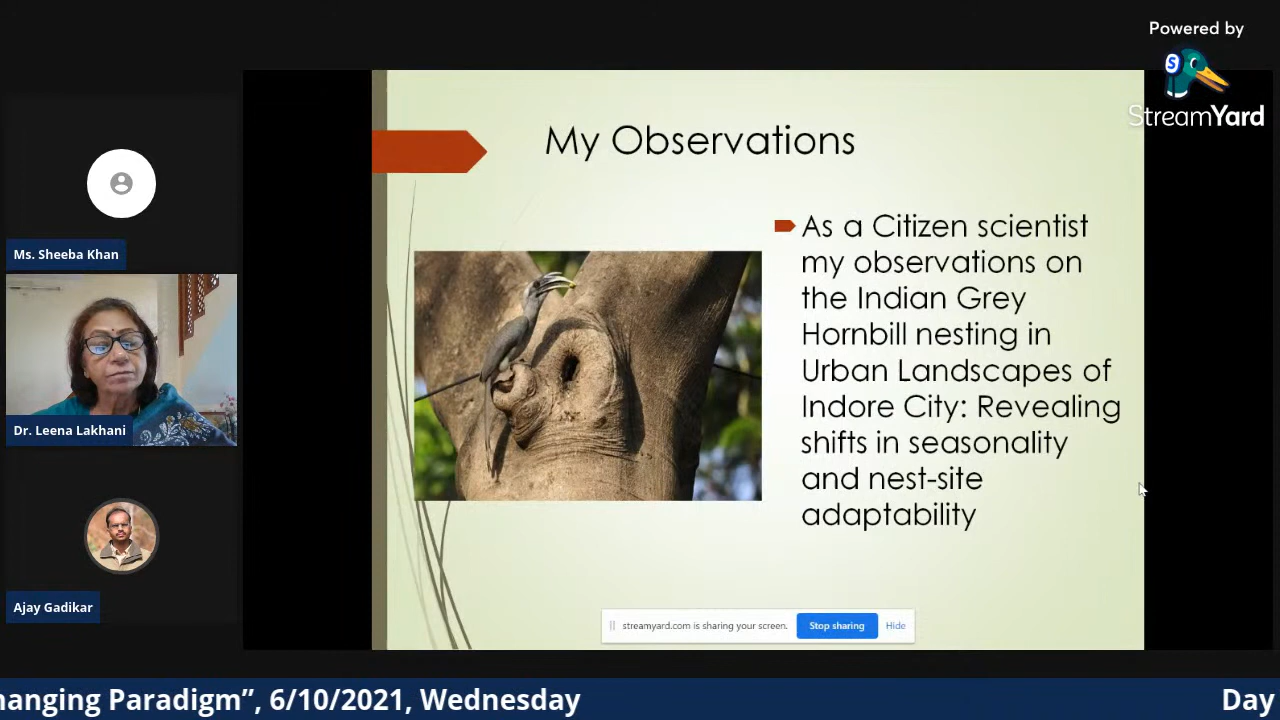 Powered by
StreamYard
My Observations
As a Citizen scientist
my observations on
the Indian Grey
Hornbill nesting in
Urban Landscapes of
Indore City: Revealing
shifts in seasonality
and nest-site
adaptability
Ms. Sheeba Khan
Dr. Leena Lakhani
Ajay Gadikar
streamyard.com is sharing your screen.
Stop sharing
Hide
hanging Paradigm”, 6/10/2021, Wednesday
Day